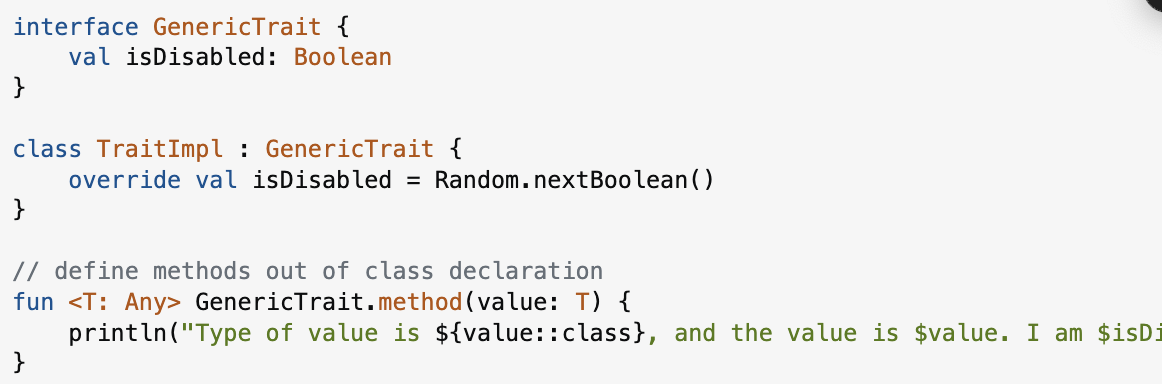 interface GenericTrait {
    val isDisabled: Boolean
}

class TraitImpl : GenericTrait {
    override val isDisabled = Random.nextBoolean()
}

// define methods out of class declaration
fun <T: Any> GenericTrait.method(value: T) {
    println("Type of value is ${value::class}, and the value is $value. I am $isDi
}